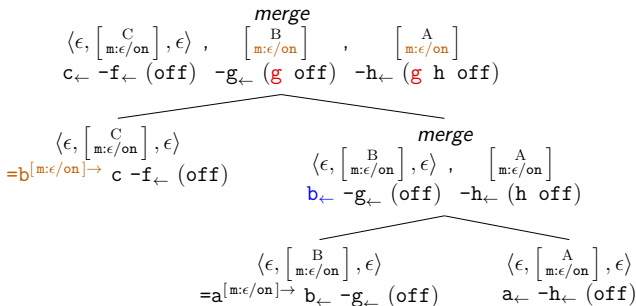 merge
⟨ϵ, [C m:ϵ/on], ϵ⟩ , [B m:ϵ/on] , [A m:ϵ/on]
c← -f← (off) -g← (g off) -h← (g h off)
⟨ϵ, [C m:ϵ/on], ϵ⟩
=b[m:ϵ/on]→ c -f← (off)
merge
⟨ϵ, [B m:ϵ/on], ϵ⟩ , [A m:ϵ/on]
b← -g← (off) -h← (h off)
⟨ϵ, [B m:ϵ/on], ϵ⟩ ⟨ϵ, [A m:ϵ/on], ϵ⟩
=a[m:ϵ/on]→ b← -g← (off) a← -h← (off)